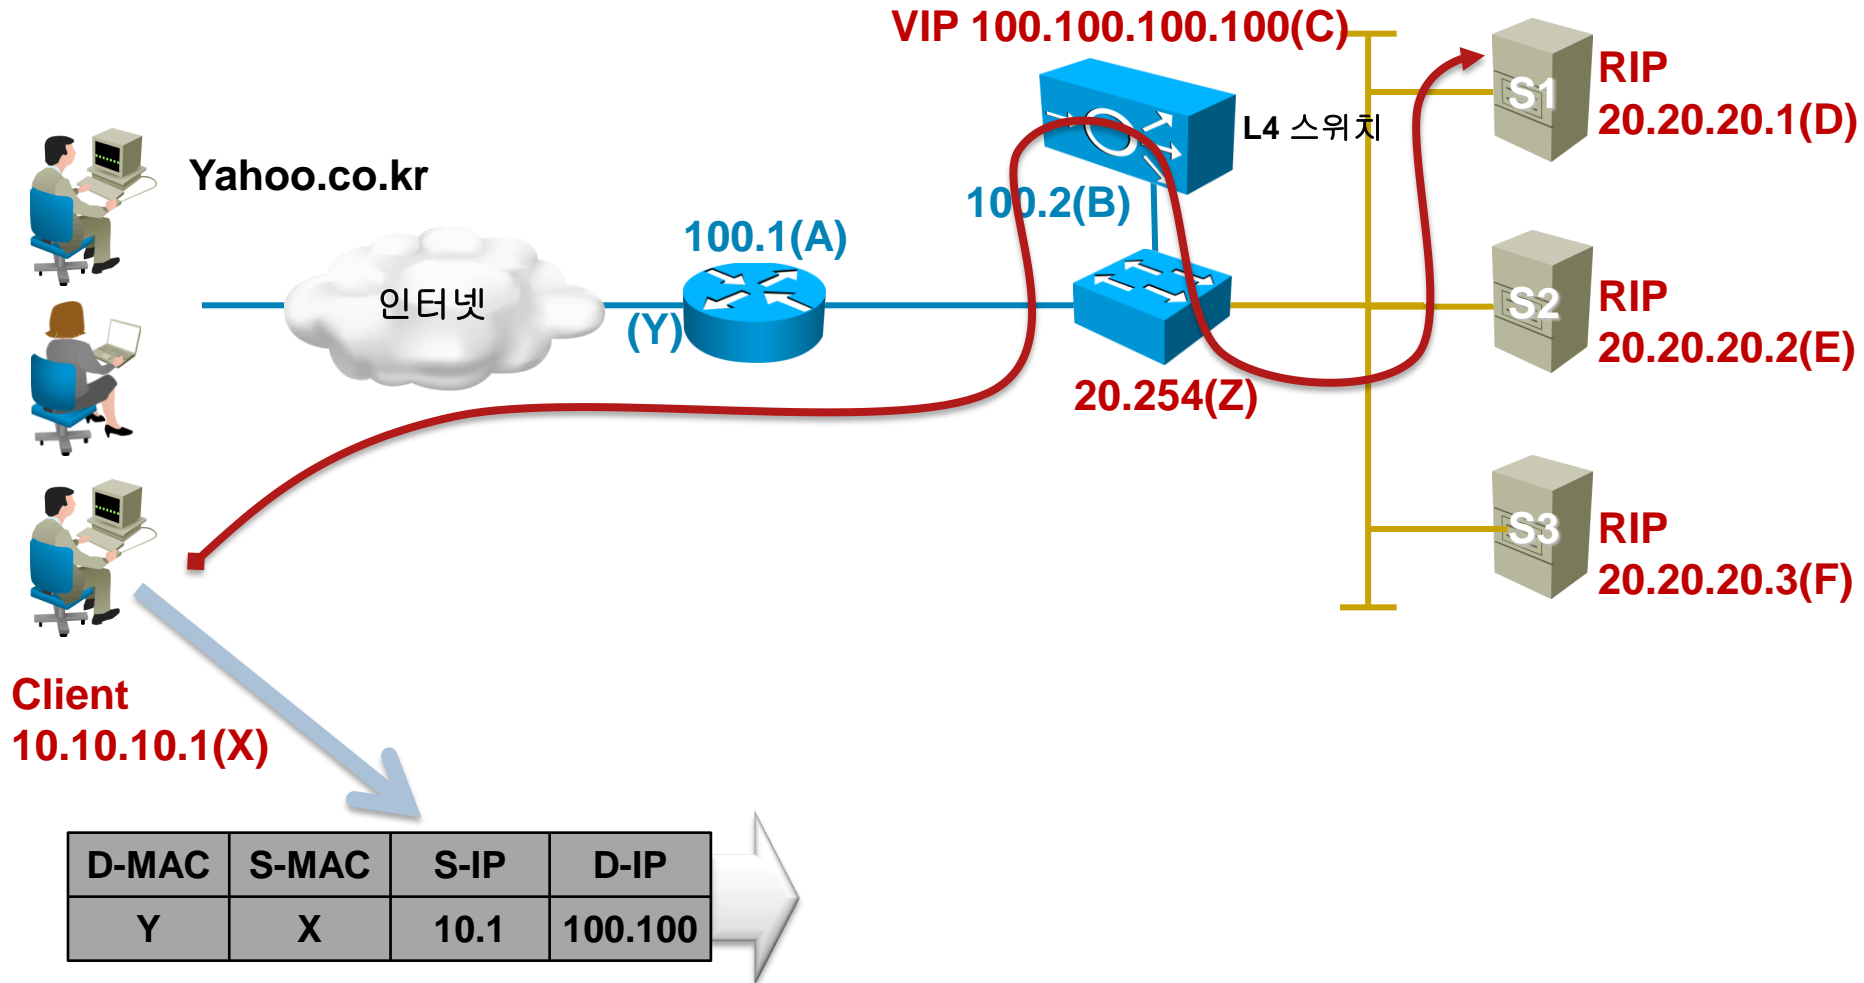 VIP 100.100.100.100(C)
S1
RIP
20.20.20.1(D)
L4 스위치
Yahoo.co.kr
100.2(B)
100.1(A)
인터넷
(Y)
S2
RIP
20.20.20.2(E)
20.254(Z)
S3
RIP
20.20.20.3(F)
Client
10.10.10.1(X)
D-MAC S-MAC S-IP D-IP
Y X 10.1 100.100